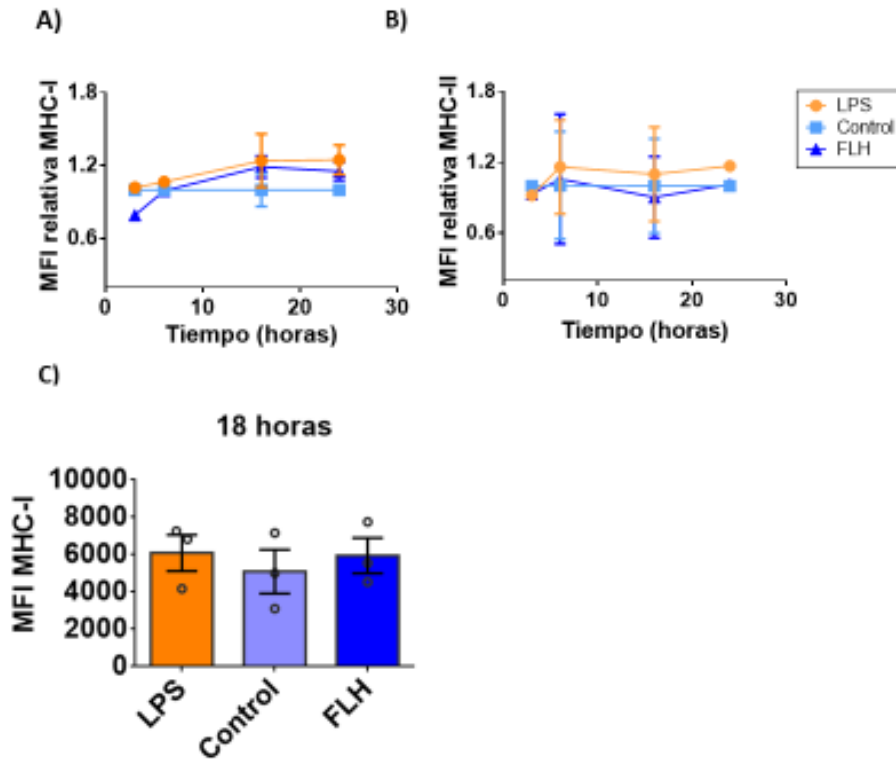 A)
MFI relativa MHC-I
1.8
1.2
0.6
0
10
20
30
Tiempo (horas)
B)
MFI relativa MHC-II
1.8
1.2
0.6
0
10
20
30
Tiempo (horas)
LPS
Control
FLH
C)
18 horas
MFI MHC-I
10000
8000
6000
4000
2000
0
LPS
Control
FLH